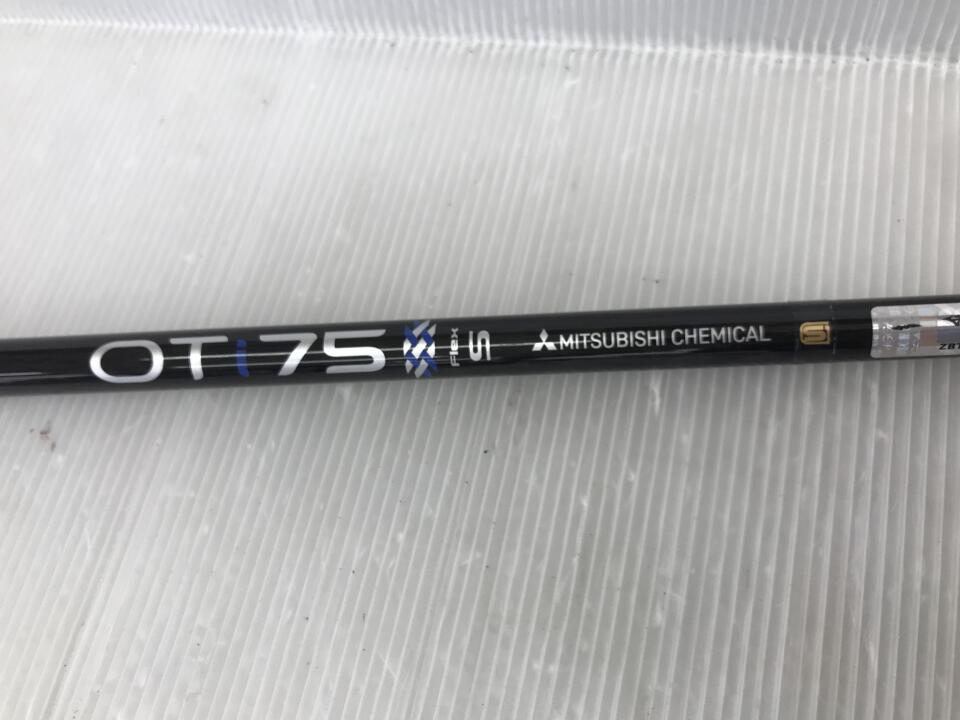 OT i 75
Flex
S
MITSUBISHI CHEMICAL